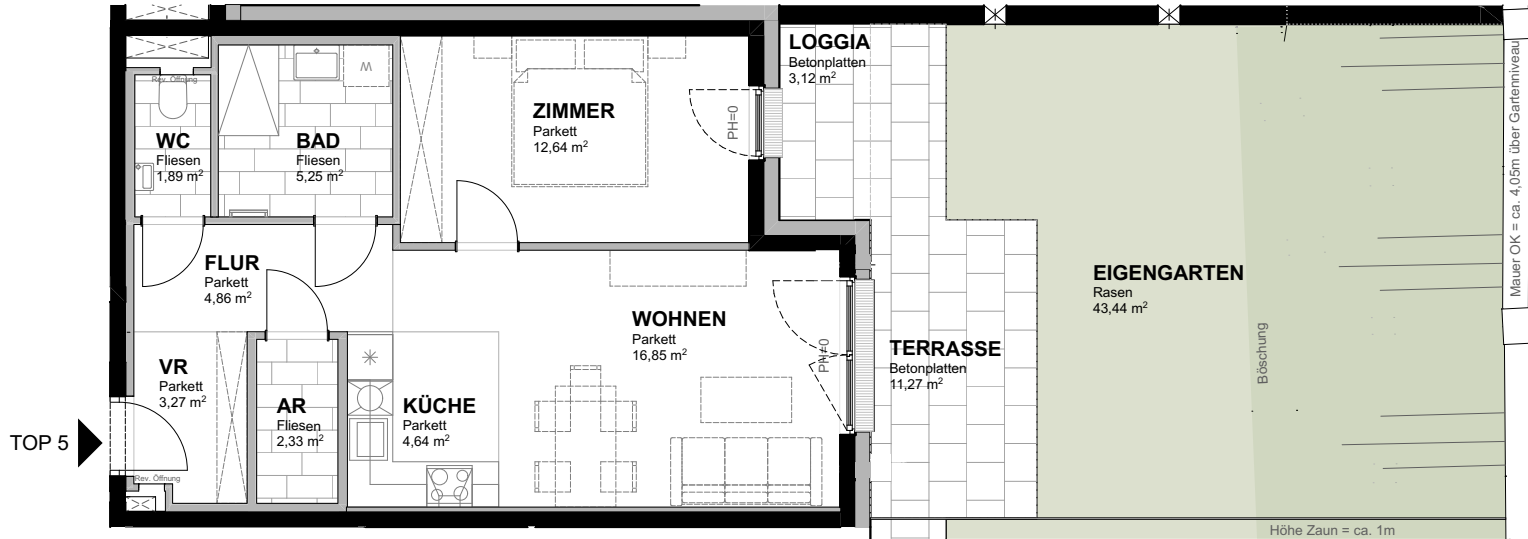 LOGGIA
Betonplatten
3,12 m²
ZIMMER
Parkett
12,64 m²
PH=0
W
Rev. Öffnung
WC
Fliesen
1,89 m²
BAD
Fliesen
5,25 m²
FLUR
Parkett
4,86 m²
EIGENGARTEN
Rasen
43,44 m²
Mauer OK = ca. 4,05m über Gartenniveau
WOHNEN
Parkett
16,85 m²
PH=0
TERRASSE
Betonplatten
11,27 m²
Böschung
VR
Parkett
3,27 m²
AR
Fliesen
2,33 m²
KÜCHE
Parkett
4,64 m²
TOP 5
Rev. Öffnung
Höhe Zaun = ca. 1m